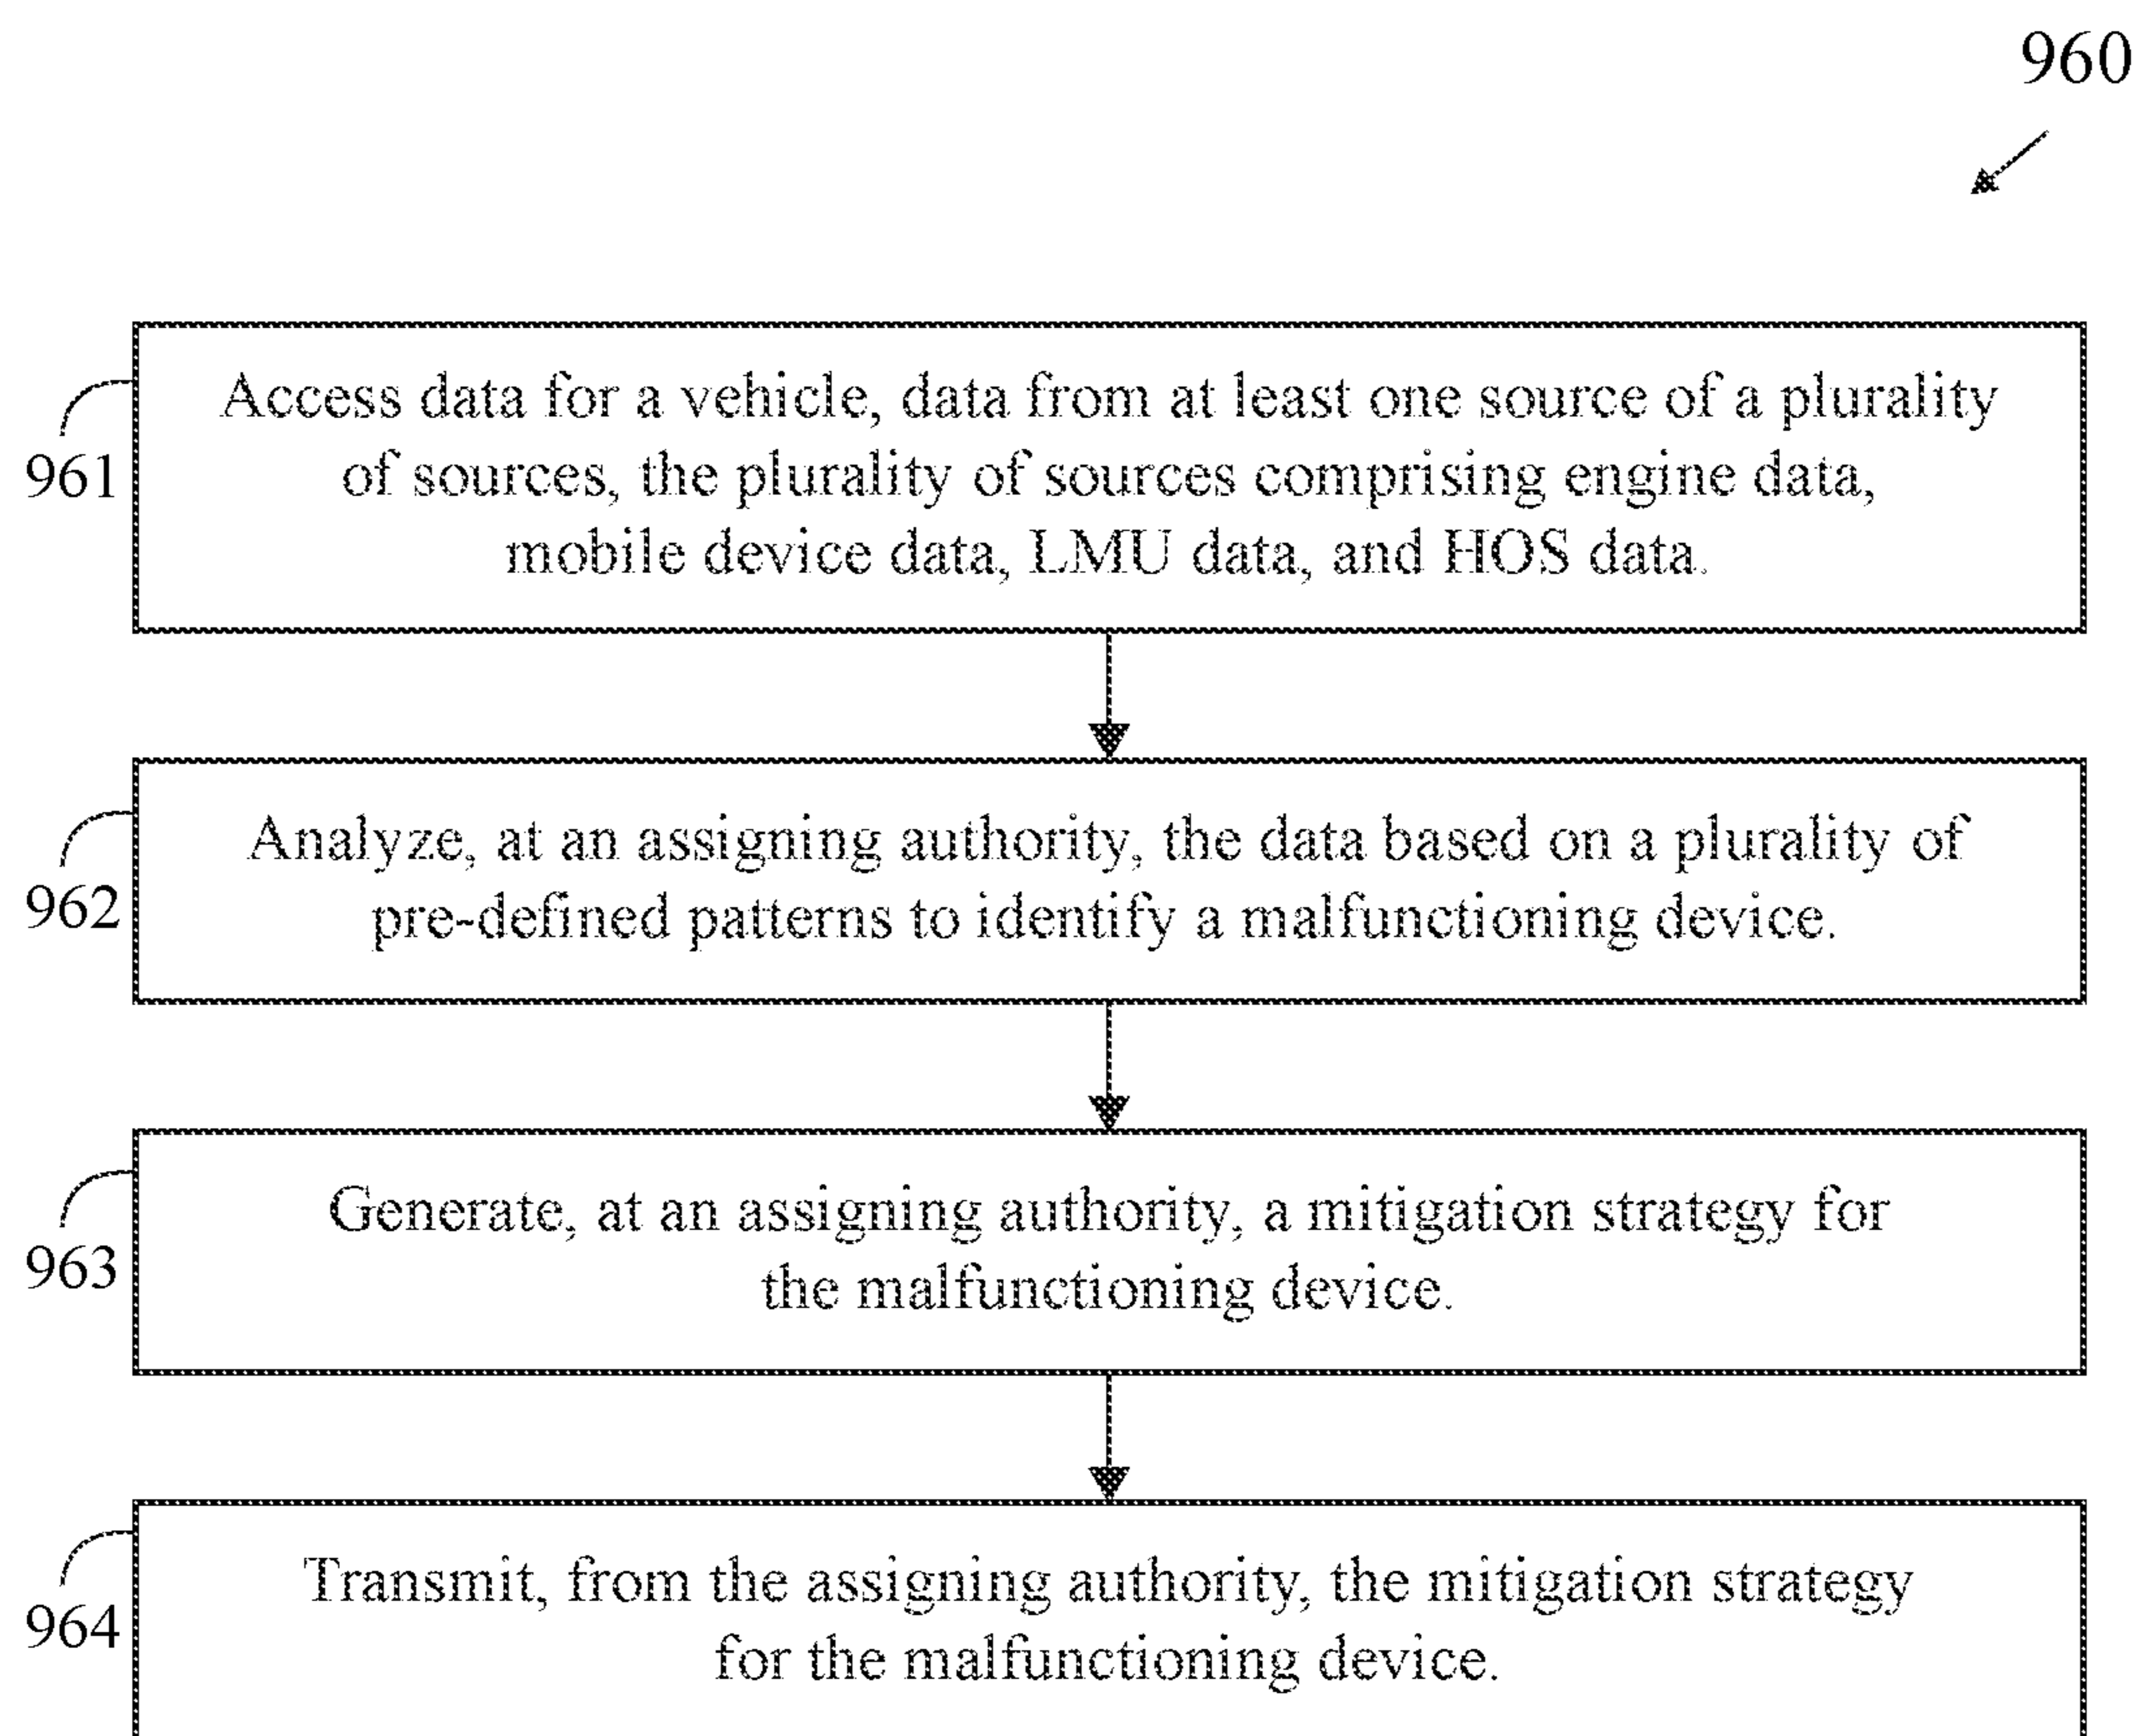 960
Access data for a vehicle, data from at least one source of a plurality
of sources, the plurality of sources comprising engine data,
mobile device data, LMU data, and HOS data.
961
Analyze, at an assigning authority, the data based on a plurality of
pre-defined patterns to identify a malfunctioning device.
962
Generate, at an assigning authority, a mitigation strategy for
the malfunctioning device.
963
Transmit, from the assigning authority, the mitigation strategy
for the malfunctioning device.
964